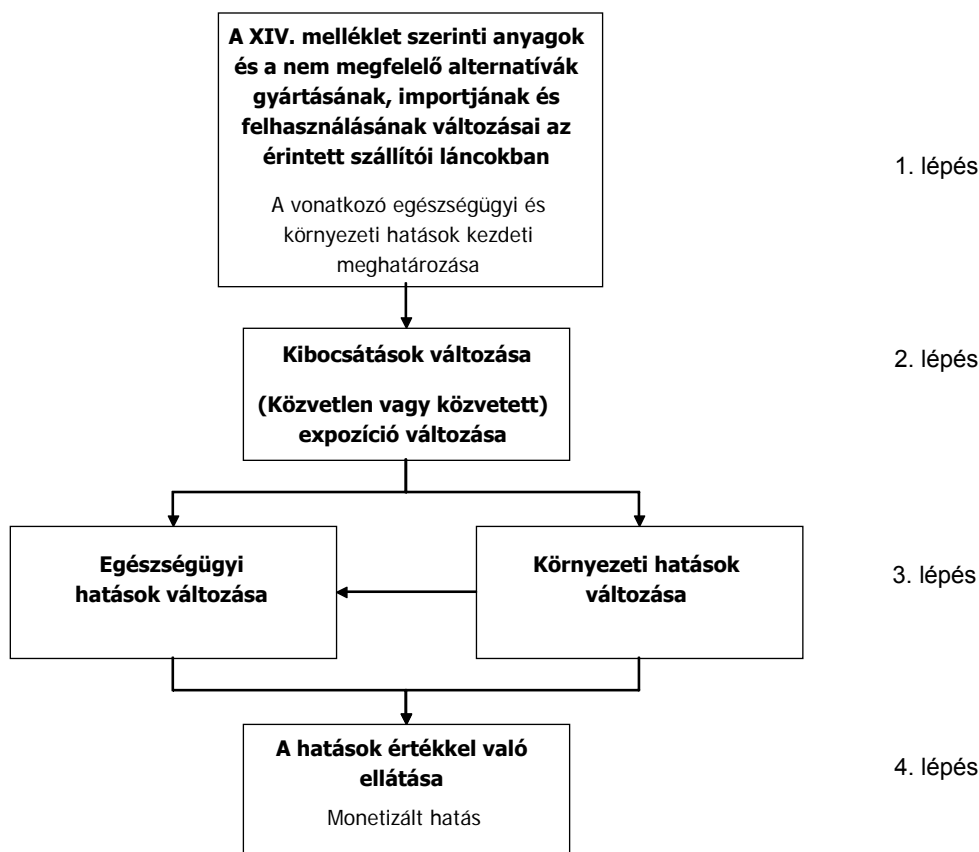 A XIV. melléklet szerinti anyagok
és a nem megfelelő alternatívák
gyártásának, importjának és
felhasználásának változásai az
érintett szállítói láncokban
A vonatkozó egészségügyi és
környezeti hatások kezdeti
meghatározása
1. lépés
Kibocsátások változása
(Közvetlen vagy közvetett)
expozíció változása
2. lépés
Egészségügyi
hatások változása
Környezeti hatások
változása
3. lépés
A hatások értékkel való
ellátása
Monetizált hatás
4. lépés